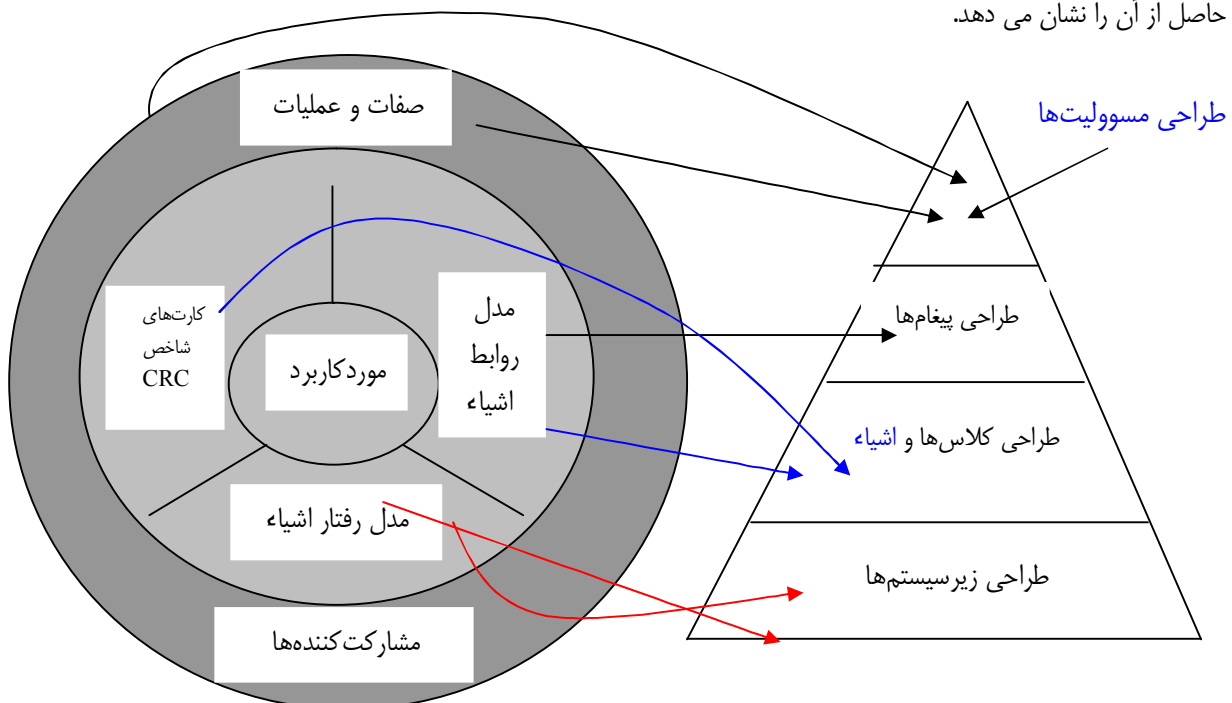 حاصل از آن را نشان می دهد.
صفات و عملیات
طراحی مسوولیت‌ها
کارت‌های
شاخص
CRC
موردکاربرد
مدل
روابط
اشیاء
طراحی پیغام‌ها
طراحی کلاس‌ها و اشیاء
مدل رفتار اشیاء
طراحی زیرسیستم‌ها
مشارکت‌کننده‌ها